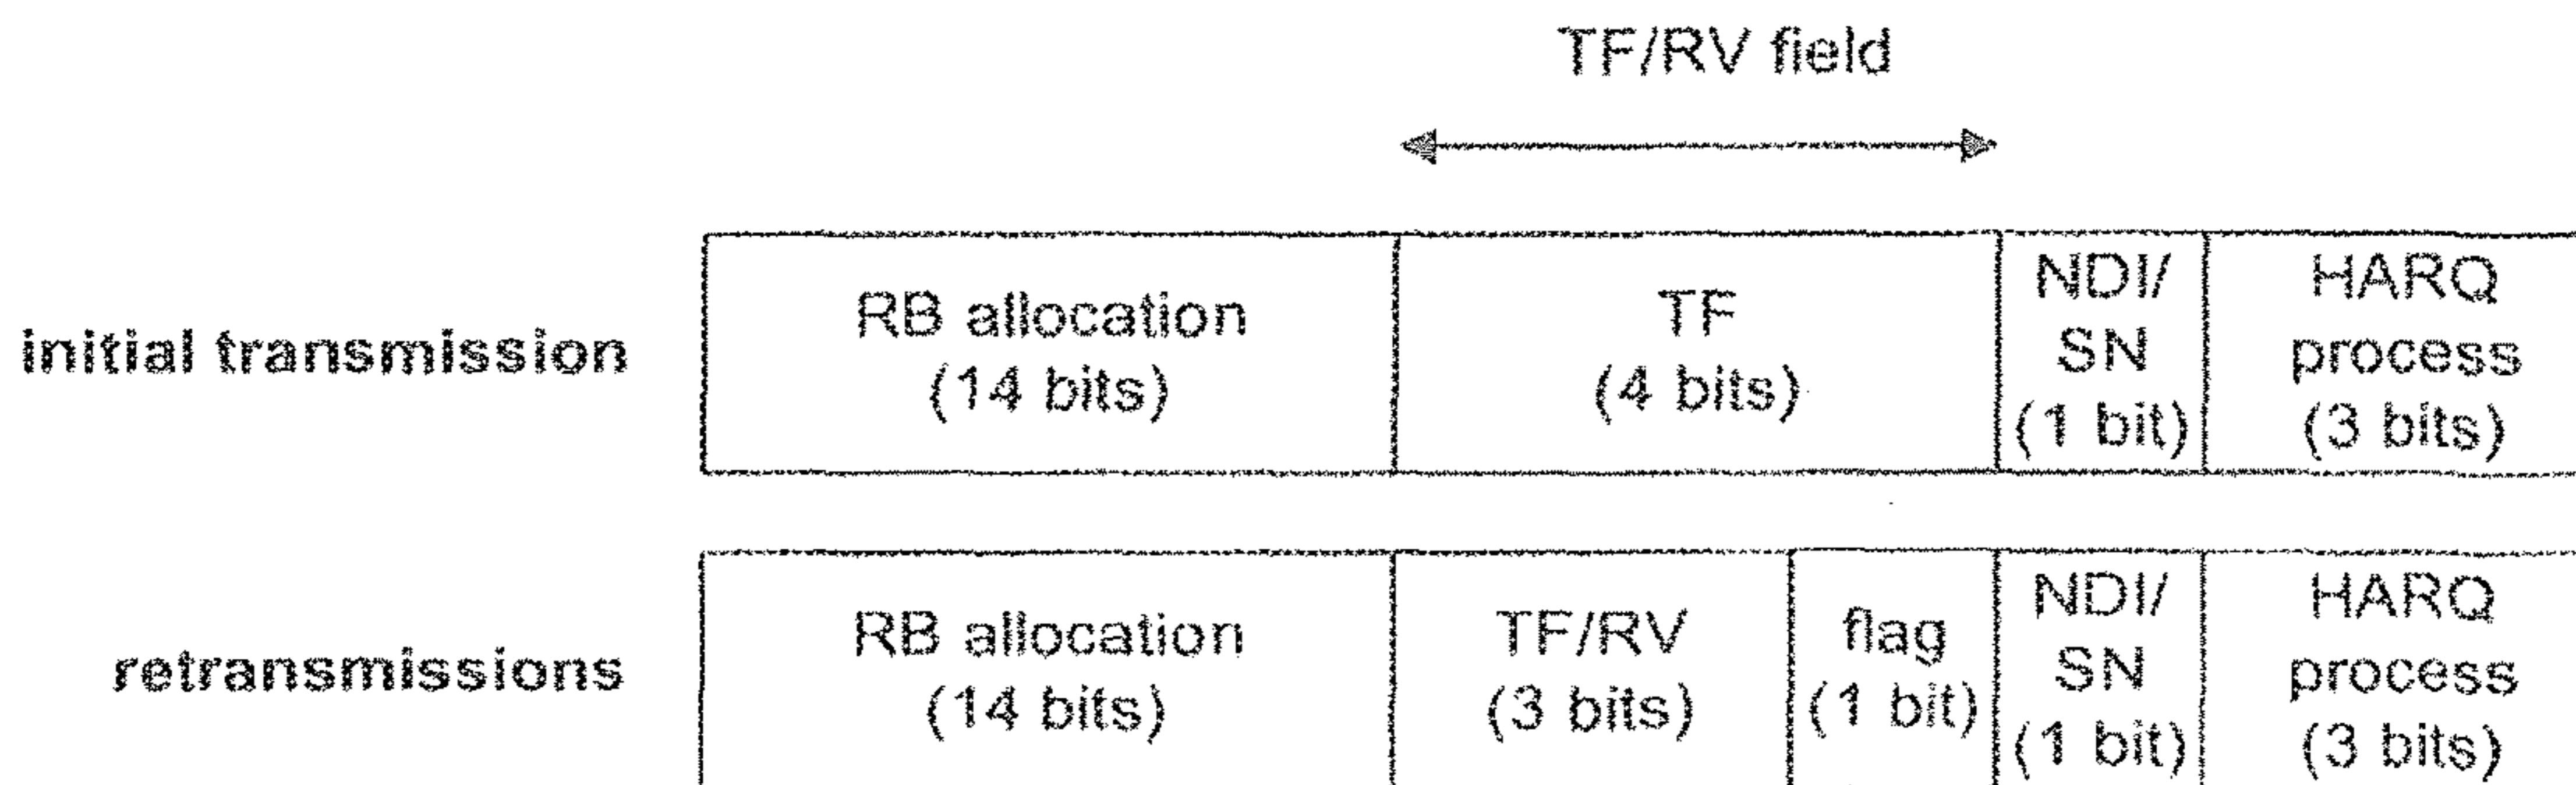 TF/RV field
initial transmission
RB allocation
(14 bits)
TF
(4 bits)
NDI/
SN
(1 bit)
HARQ
process
(3 bits)
retransmissions
RB allocation
(14 bits)
TF/RV
(3 bits)
flag
(1 bit)
NDI/
SN
(1 bit)
HARQ
process
(3 bits)